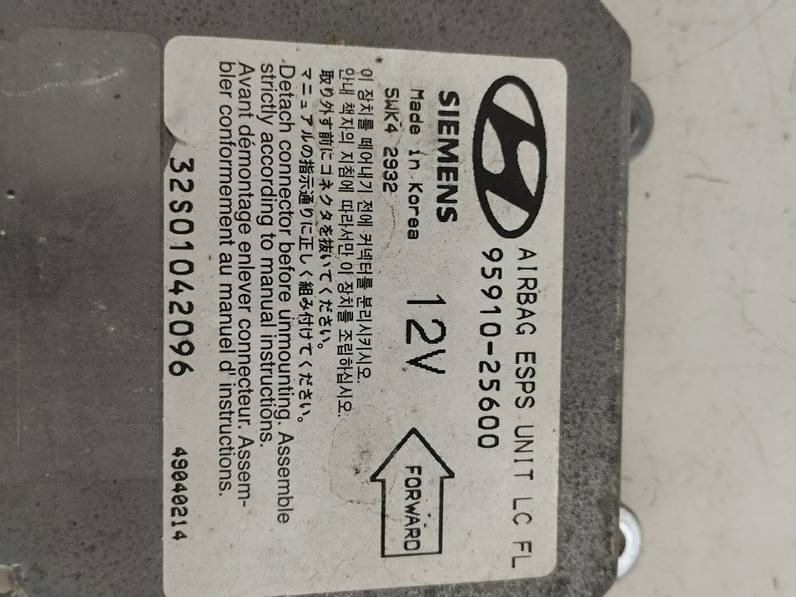 AIRBAG ESPS UNIT LC FL
95910-25600
SIEMENS
Made in Korea
5WK4 2932
12V
FORWARD
이 장치를 떼어내기 전에 커넥터를 분리시키시오.
안내 책자의 지침에 따라서만 이 장치를 조립하십시오.
取り外す前にコネクタを抜いてください。
マニュアルの指示通りに正しく組み付けてください。
Detach connector before unmounting. Assemble
strictly according to manual instructions.
Avant démontage enlever connecteur. Assem-
bler conformement au manuel d' instructions.
32S01042096
49040214